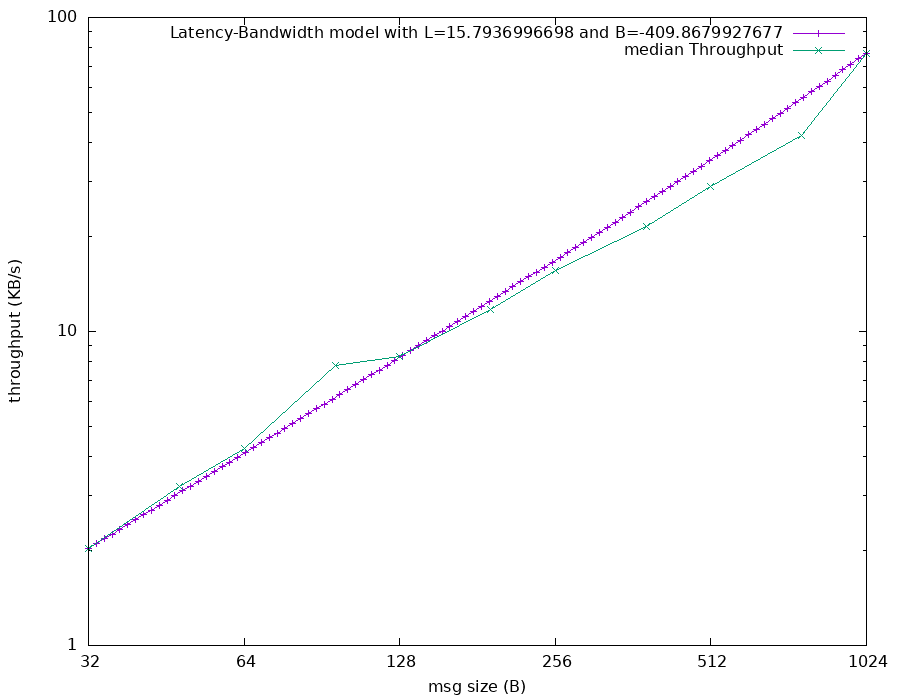 Latency-Bandwidth model with L=15.7936996698 and B=-409.8679927677
median Throughput
100
10
1
throughput (KB/s)
32 64 128 256 512 1024
msg size (B)